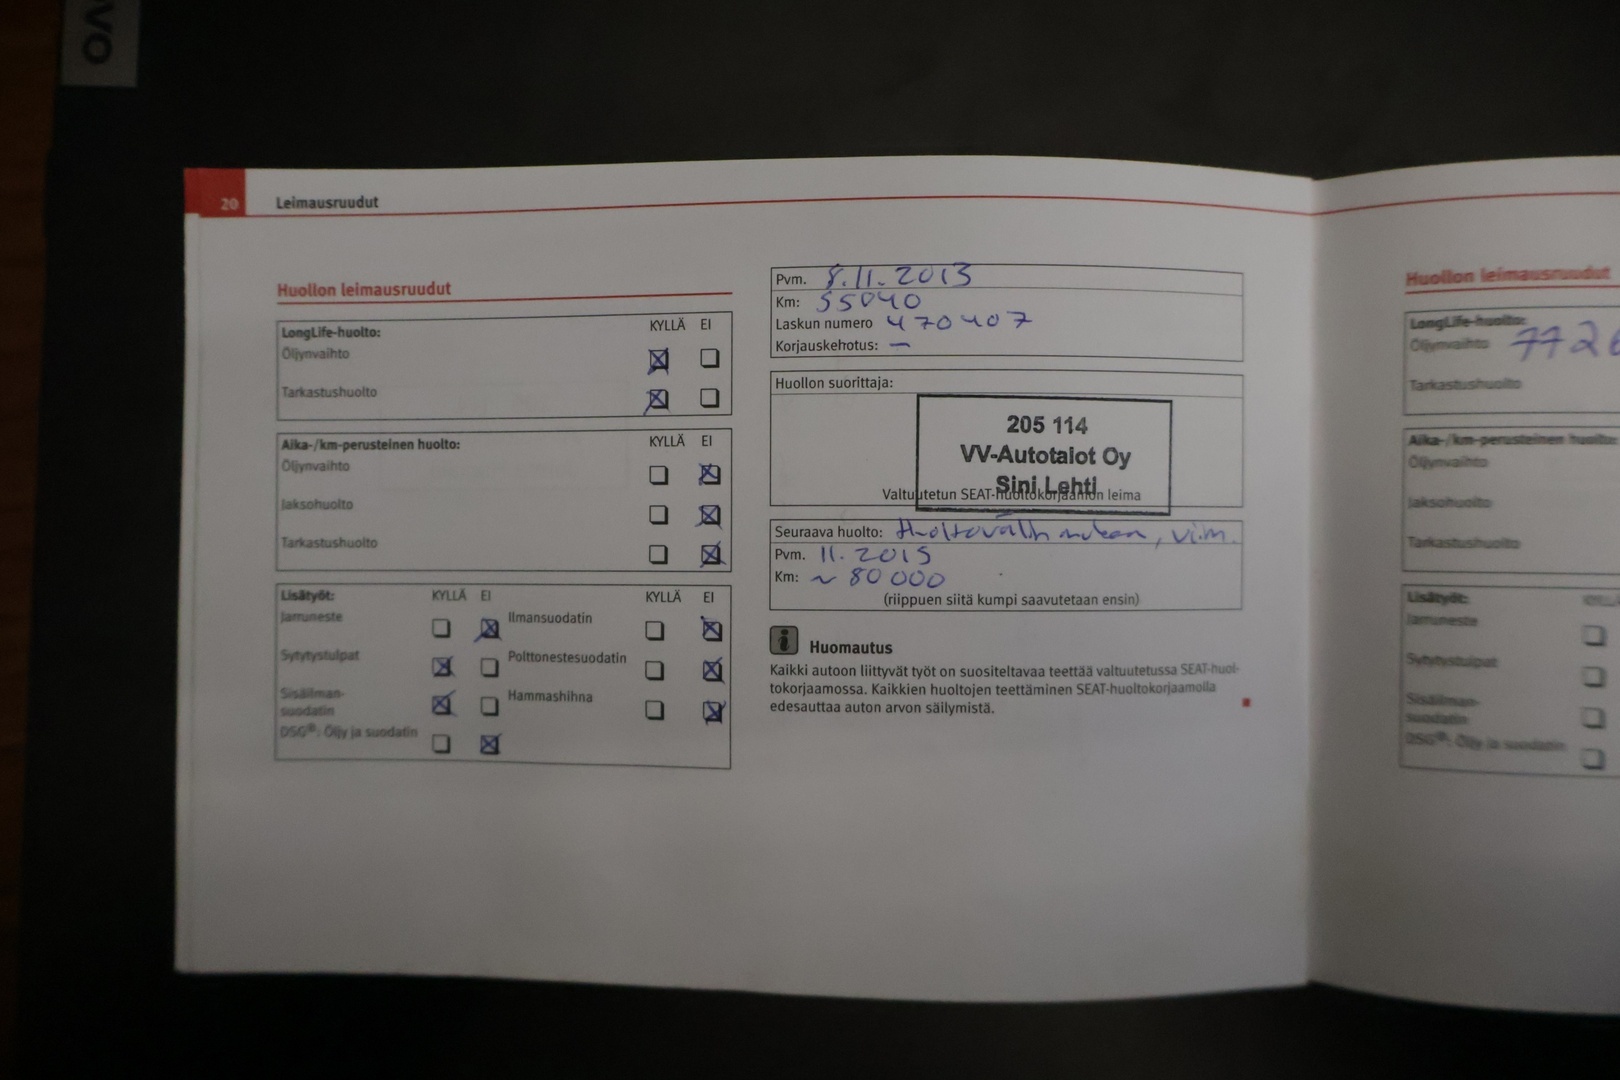 VO
20 Leimausruudut
Huollon leimausruudut
LongLife-huolto: KYLLÄ EI
Öljynvaihto
Tarkastushuolto
Aika-/km-perusteinen huolto: KYLLÄ EI
Öljynvaihto
Jaksohuolto
Tarkastushuolto
Lisätyöt: KYLLÄ EI KYLLÄ EI
Jarruneste Ilmansuodatin
Sytytystulpat Polttonestesuodatin
Sisäilman-
suodatin Hammashihna
DSG®: Öljy ja suodatin
Pvm. 8.11.2013
Km: 55040
Laskun numero 470407
Korjauskehotus: –
Huollon suorittaja:
205 114
VV-Autotalot Oy
Sini Lehti
Valtuutetun SEAT-huoltokorjaamon leima
Seuraava huolto: Huoltovälin mukaan, vi.m.
Pvm. 11.2015
Km: ~ 80 000
(riippuen siitä kumpi saavutetaan ensin)
i Huomautus
Kaikki autoon liittyvät työt on suositeltavaa teettää valtuutetussa SEAT-huol-
tokorjaamossa. Kaikkien huoltojen teettäminen SEAT-huoltokorjaamolla
edesauttaa auton arvon säilymistä.
Huollon leimausruudut
LongLife-huolto:
Öljynvaihto 7726
Tarkastushuolto
Aika-/km-perusteinen huolto:
Öljynvaihto
Jaksohuolto
Tarkastushuolto
Lisätyöt:
Jarruneste
Sytytystulpat
Sisäilman-
suodatin
DSG®: Öljy ja suodatin